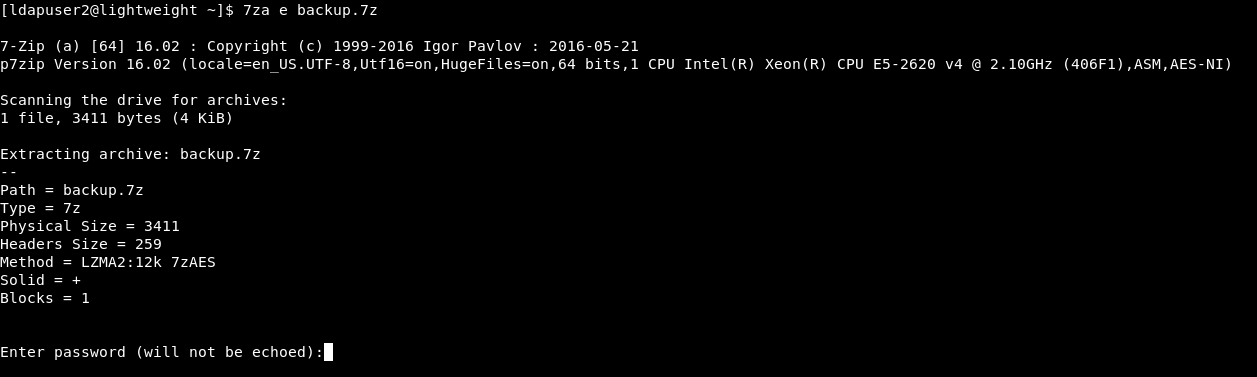 [ldapuser2@lightweight ~]$ 7za e backup.7z
7-Zip (a) [64] 16.02 : Copyright (c) 1999-2016 Igor Pavlov : 2016-05-21
p7zip Version 16.02 (locale=en_US.UTF-8,Utf16=on,HugeFiles=on,64 bits,1 CPU Intel(R) Xeon(R) CPU E5-2620 v4 @ 2.10GHz (406F1),ASM,AES-NI)
Scanning the drive for archives:
1 file, 3411 bytes (4 KiB)
Extracting archive: backup.7z
--
Path = backup.7z
Type = 7z
Physical Size = 3411
Headers Size = 259
Method = LZMA2:12k 7zAES
Solid = +
Blocks = 1
Enter password (will not be echoed):